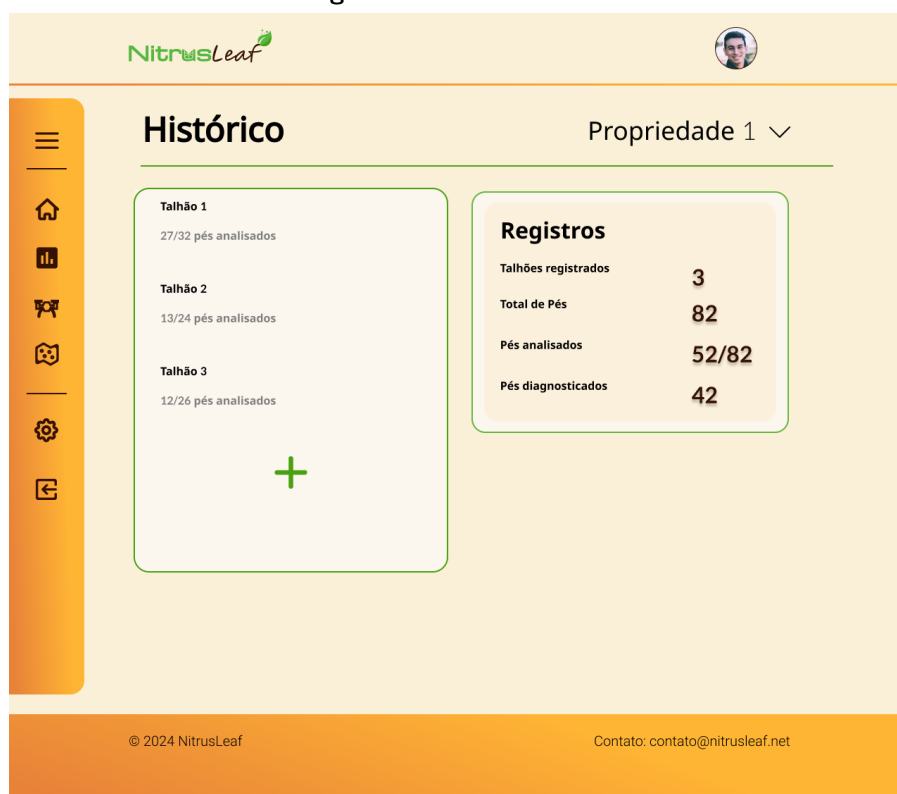 NitrusLeaf
Histórico
Propriedade 1
Talhão 1
27/32 pés analisados
Talhão 2
13/24 pés analisados
Talhão 3
12/26 pés analisados
Registros
Talhões registrados
3
Total de Pés
82
Pés analisados
52/82
Pés diagnosticados
42
© 2024 NitrusLeaf
Contato: contato@nitrusleaf.net